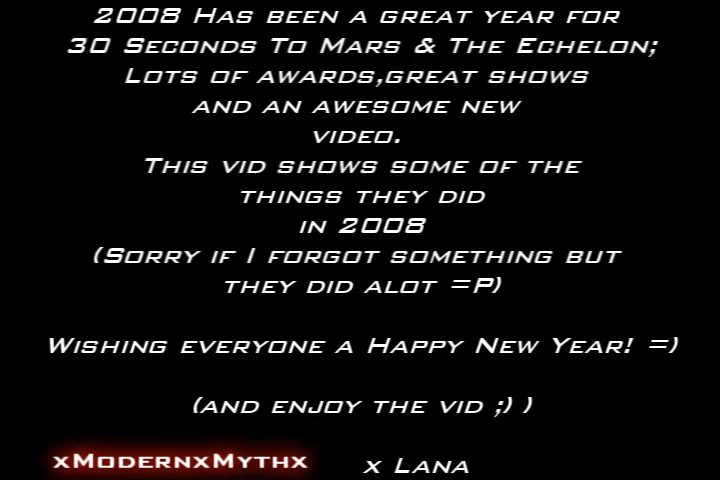 2008 Has been a great year for
30 Seconds To Mars & The Echelon;
Lots of awards,great shows
and an awesome new
video.
This vid shows some of the
things they did
in 2008
(Sorry if I forgot something but
they did alot =P)
Wishing everyone a Happy New Year! =)
(and enjoy the vid ;) )
xModernxMythx x Lana